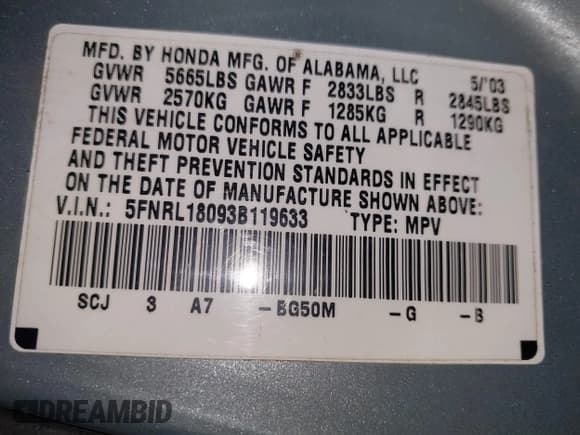 MFD. BY HONDA MFG. OF ALABAMA, LLC 5/'03
GVWR 5665LBS GAWR F 2833LBS R 2845LBS
GVWR 2570KG GAWR F 1285KG R 1290KG
THIS VEHICLE CONFORMS TO ALL APPLICABLE
FEDERAL MOTOR VEHICLE SAFETY
AND THEFT PREVENTION STANDARDS IN EFFECT
ON THE DATE OF MANUFACTURE SHOWN ABOVE:
V.I.N.: 5FNRL18093B119633 TYPE: MPV
SCJ 3 A7 -BG50M -G -B
DREAMBID